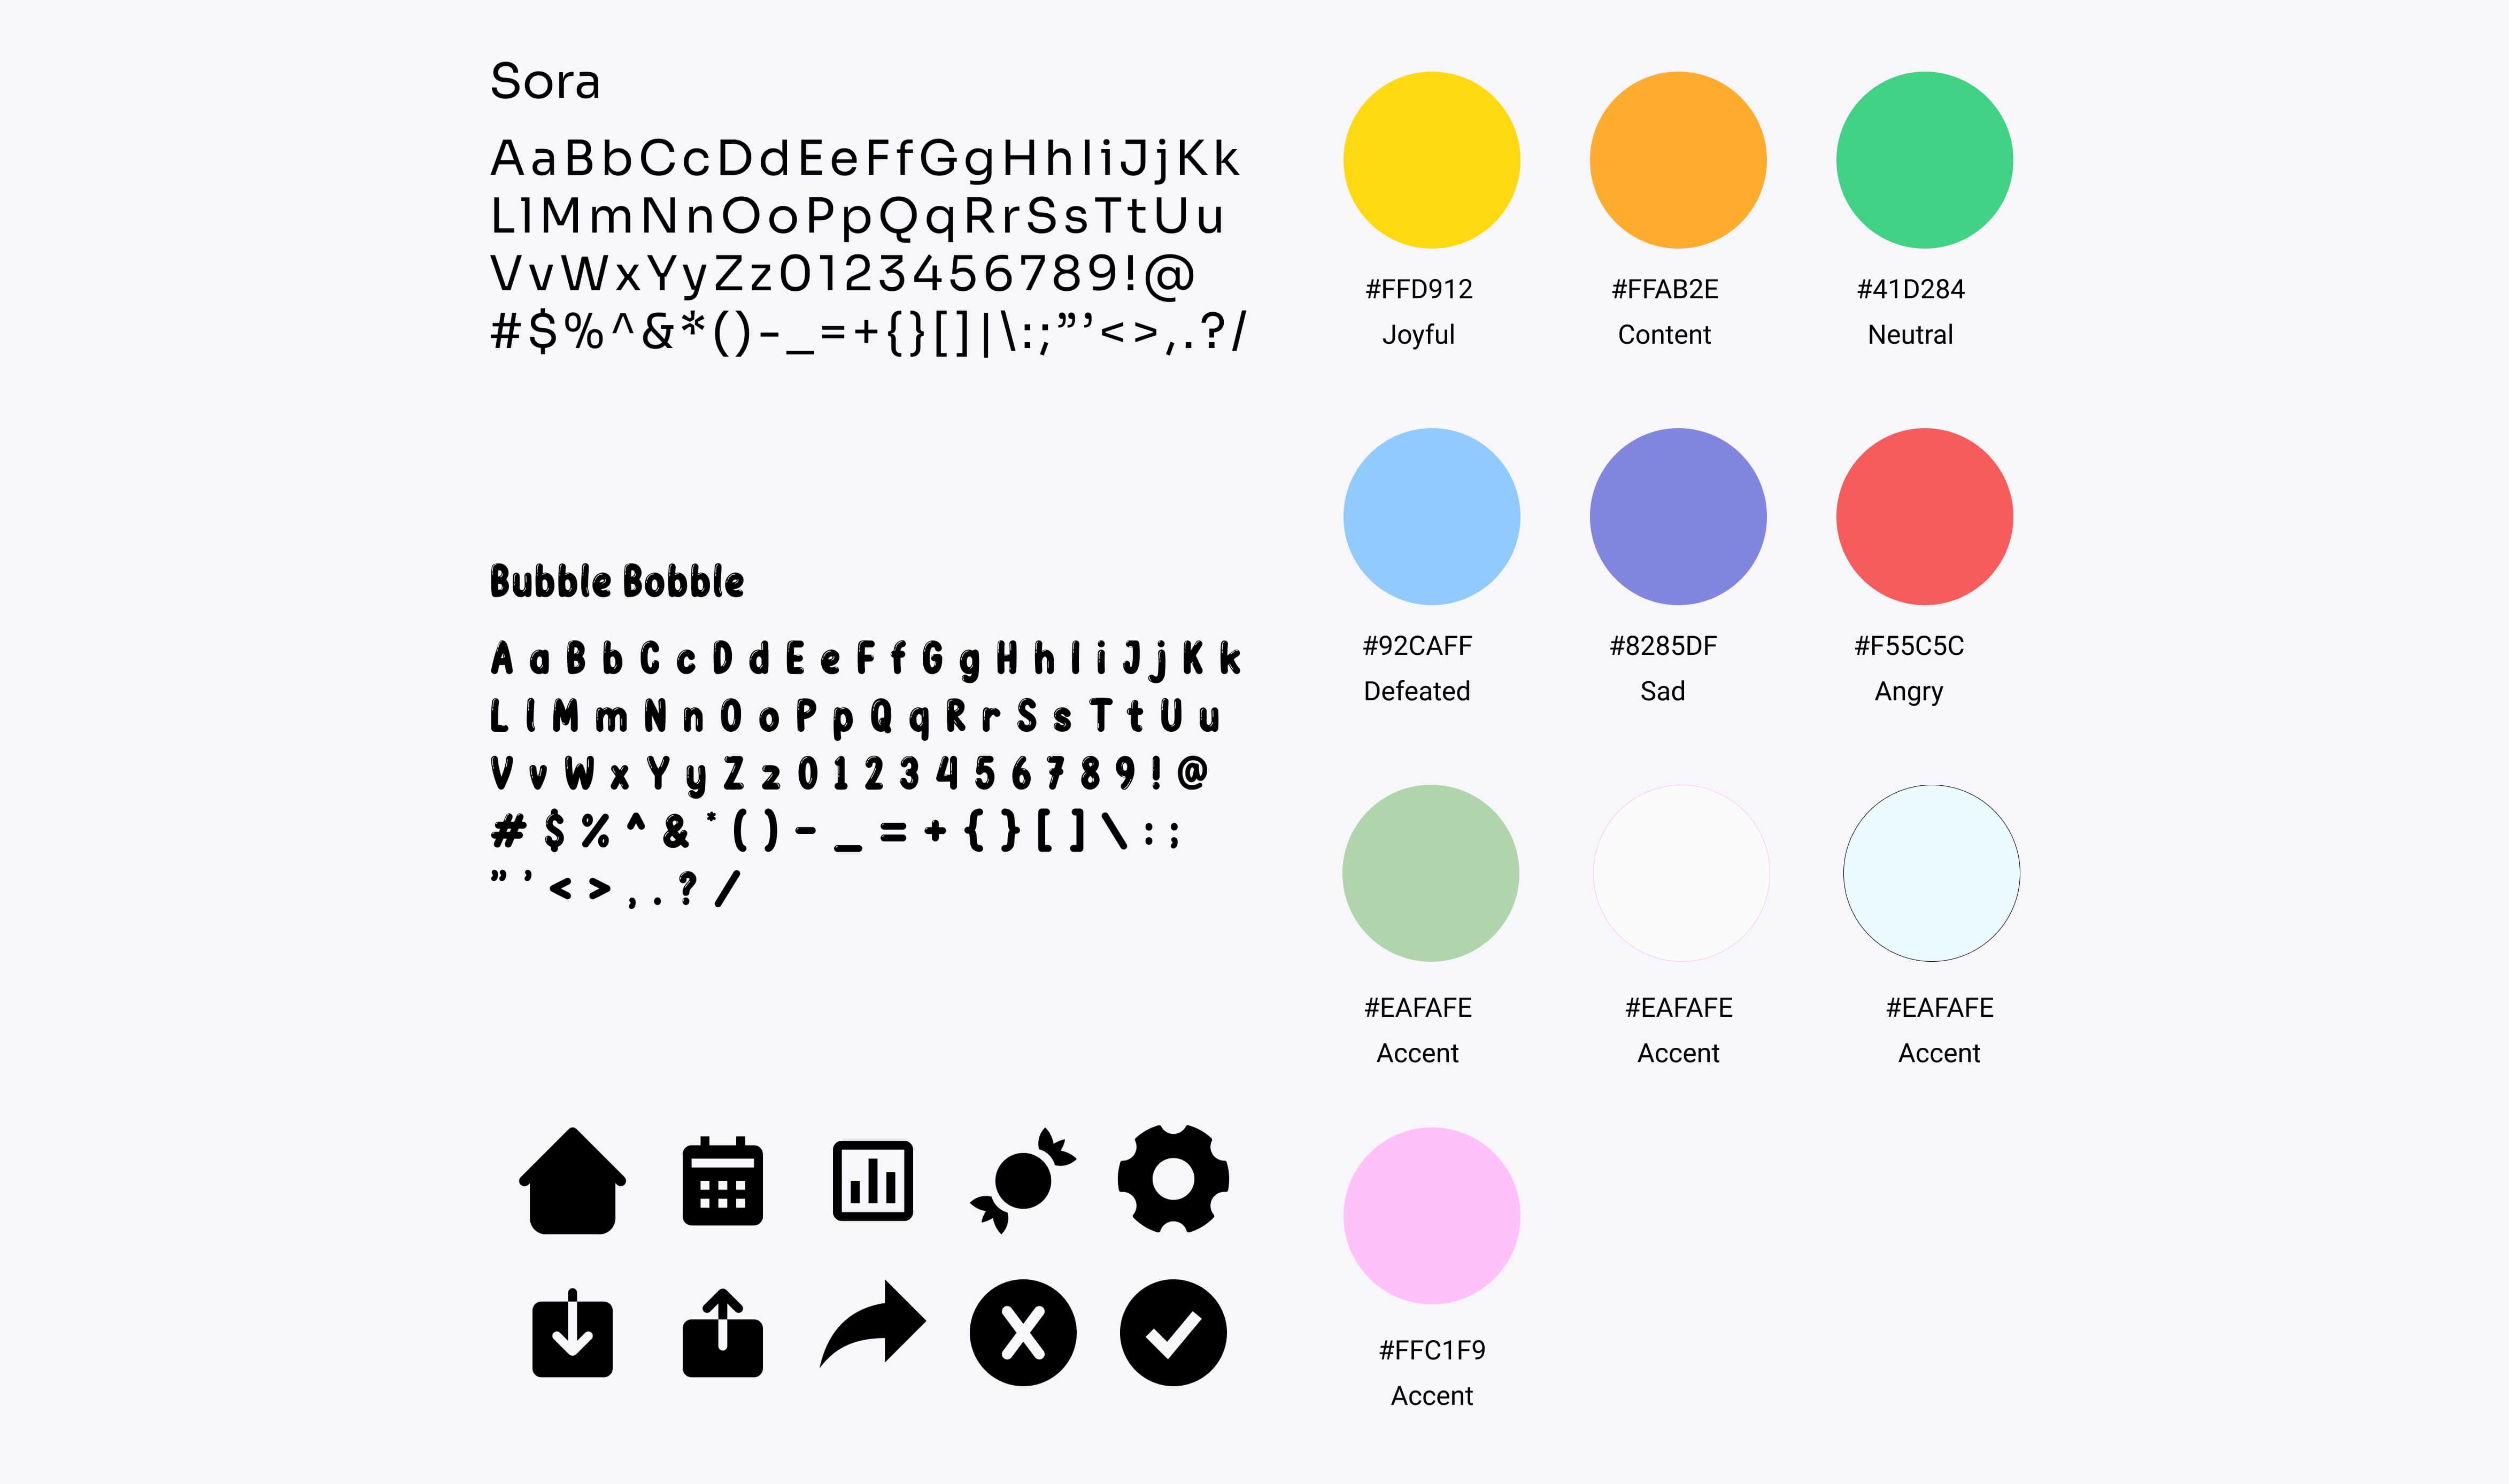 Sora
AaBbCcDdEeFfGgHhIiJjKk
LlMmNnOoPpQqRrSsTtUu
VvWxYyZz0123456789!@
#$%^&*()-_=+{}[]|\:;”’<>,.?/
Bubble Bobble
A a B b C c D d E e F f G g H h I i J j K k
L l M m N n O o P p Q q R r S s T t U u
V v W x Y y Z z 0 1 2 3 4 5 6 7 8 9 ! @
# $ % ^ & * ( ) - _ = + { } [ ] \ : ;
” ’ < > , . ? /
#FFD912
Joyful
#FFAB2E
Content
#41D284
Neutral
#92CAFF
Defeated
#8285DF
Sad
#F55C5C
Angry
#EAFAFE
Accent
#EAFAFE
Accent
#EAFAFE
Accent
#FFC1F9
Accent